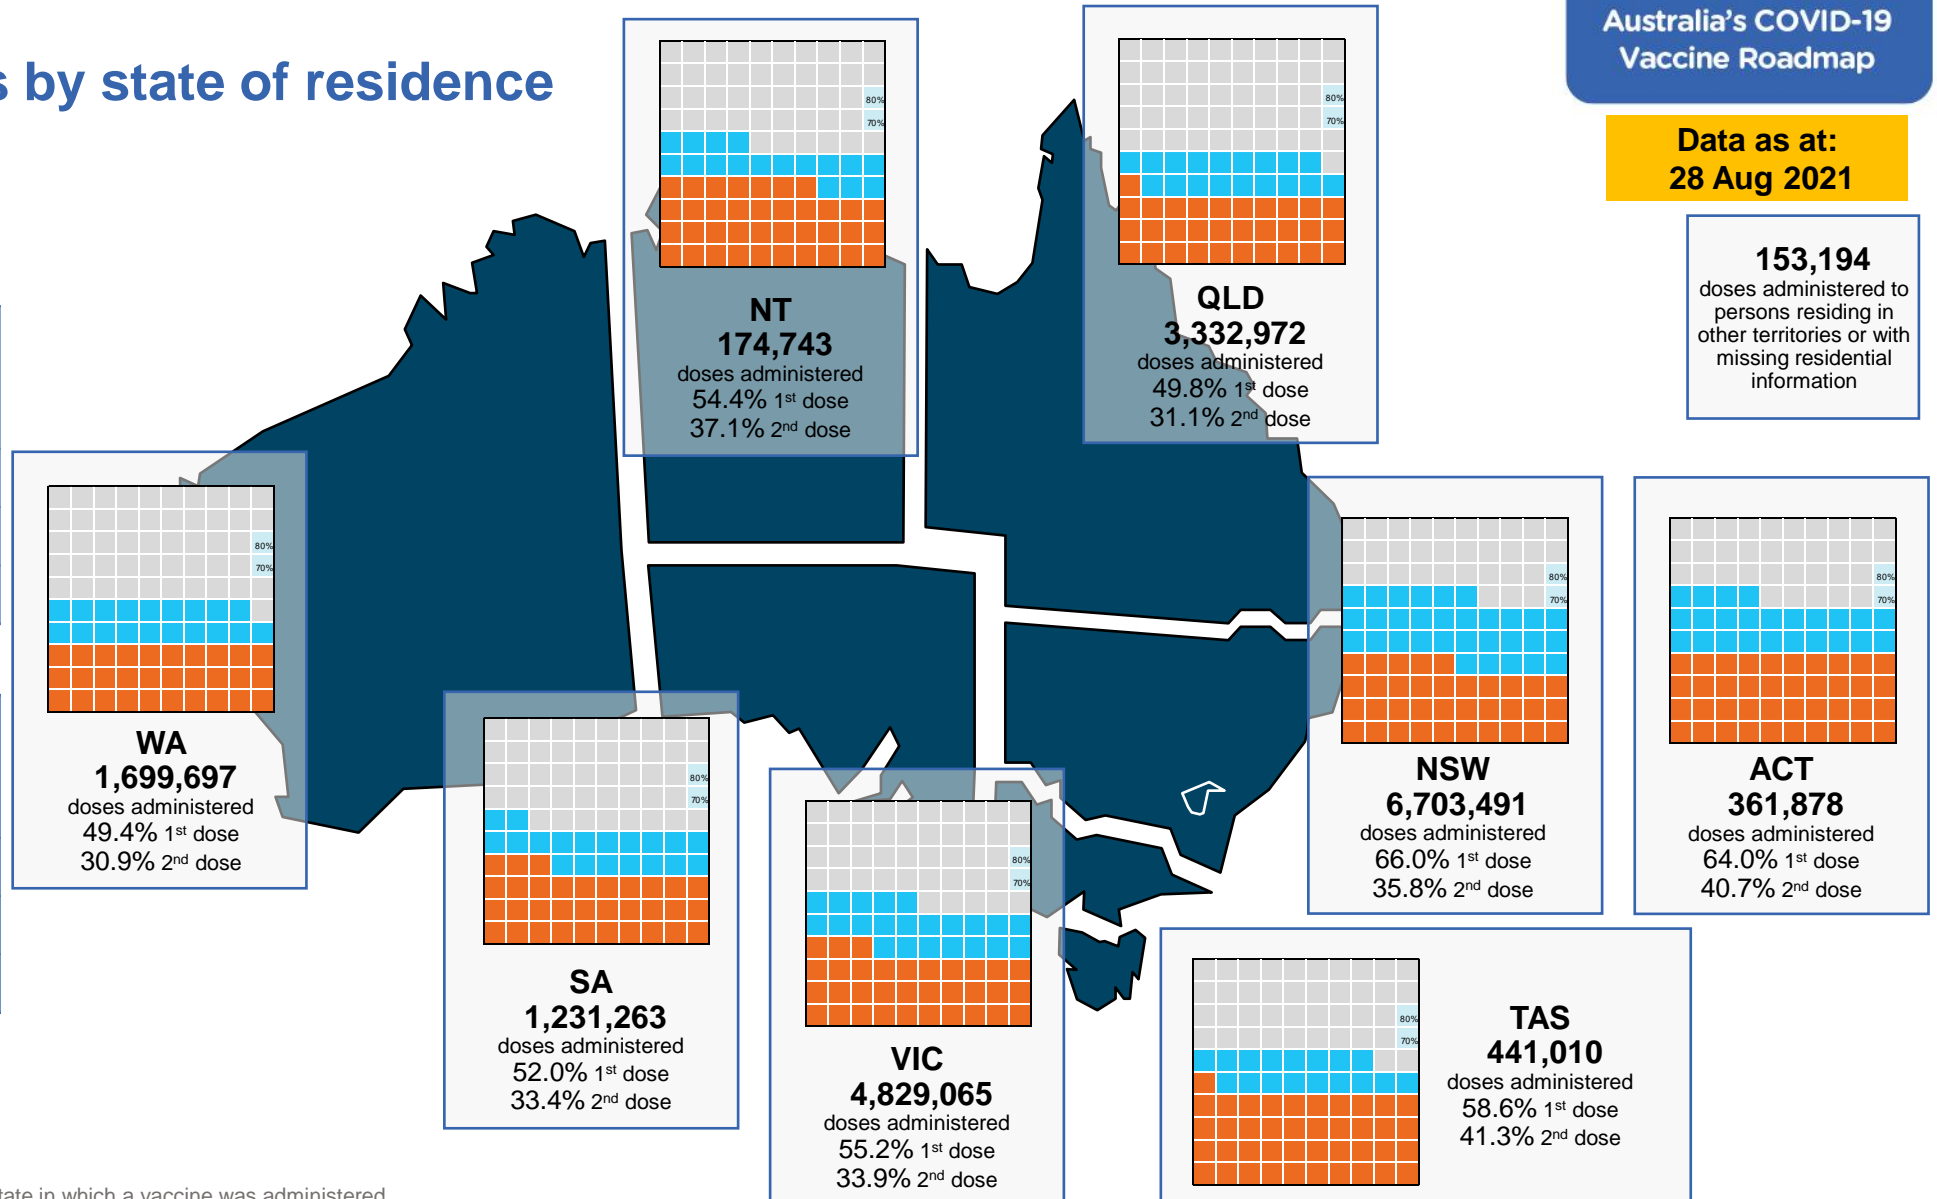 s by state of residence
Australia's COVID-19
Vaccine Roadmap
Data as at:
28 Aug 2021
153,194
doses administered to
persons residing in
other territories or with
missing residential
information
80%
70%
NT
174,743
doses administered
54.4% 1st dose
37.1% 2nd dose
80%
70%
QLD
3,332,972
doses administered
49.8% 1st dose
31.1% 2nd dose
80%
70%
WA
1,699,697
doses administered
49.4% 1st dose
30.9% 2nd dose
80%
70%
SA
1,231,263
doses administered
52.0% 1st dose
33.4% 2nd dose
80%
70%
VIC
4,829,065
doses administered
55.2% 1st dose
33.9% 2nd dose
80%
70%
NSW
6,703,491
doses administered
66.0% 1st dose
35.8% 2nd dose
80%
70%
ACT
361,878
doses administered
64.0% 1st dose
40.7% 2nd dose
80%
70%
TAS
441,010
doses administered
58.6% 1st dose
41.3% 2nd dose
tate in which a vaccine was administered